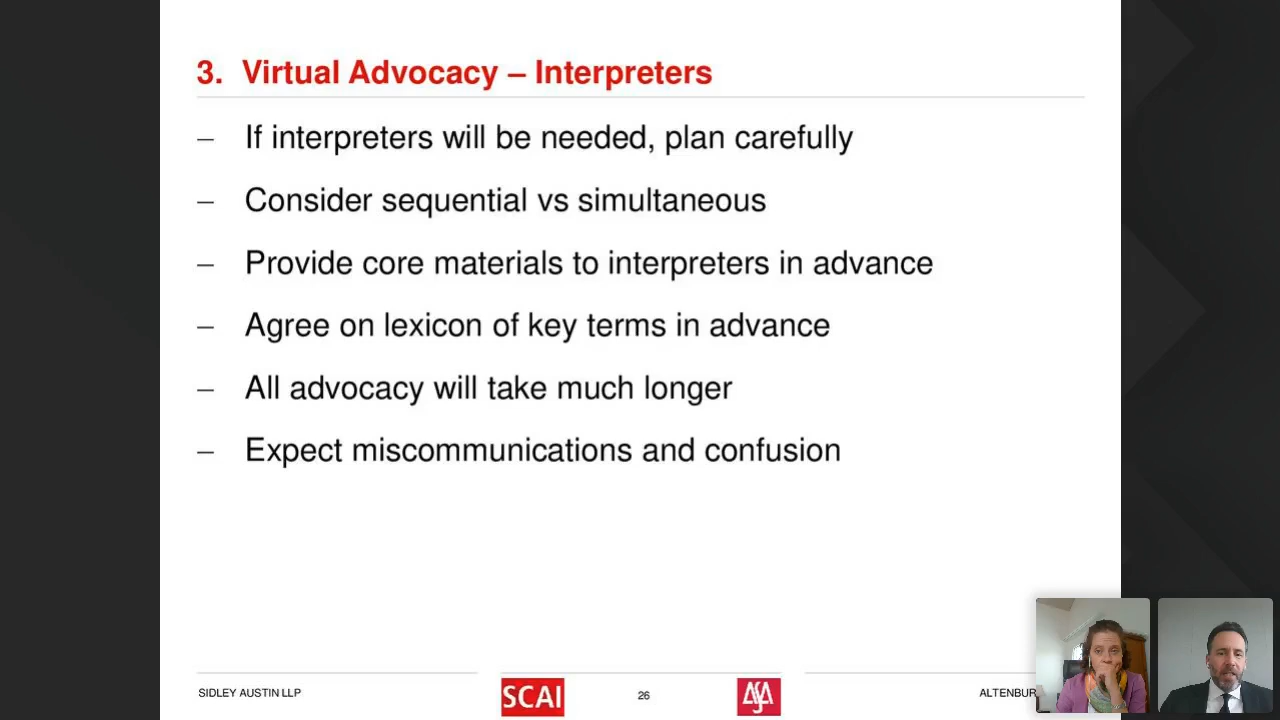 3. Virtual Advocacy – Interpreters
– If interpreters will be needed, plan carefully
– Consider sequential vs simultaneous
– Provide core materials to interpreters in advance
– Agree on lexicon of key terms in advance
– All advocacy will take much longer
– Expect miscommunications and confusion
SIDLEY AUSTIN LLP
SCAI
26
ASA
ALTENBUR